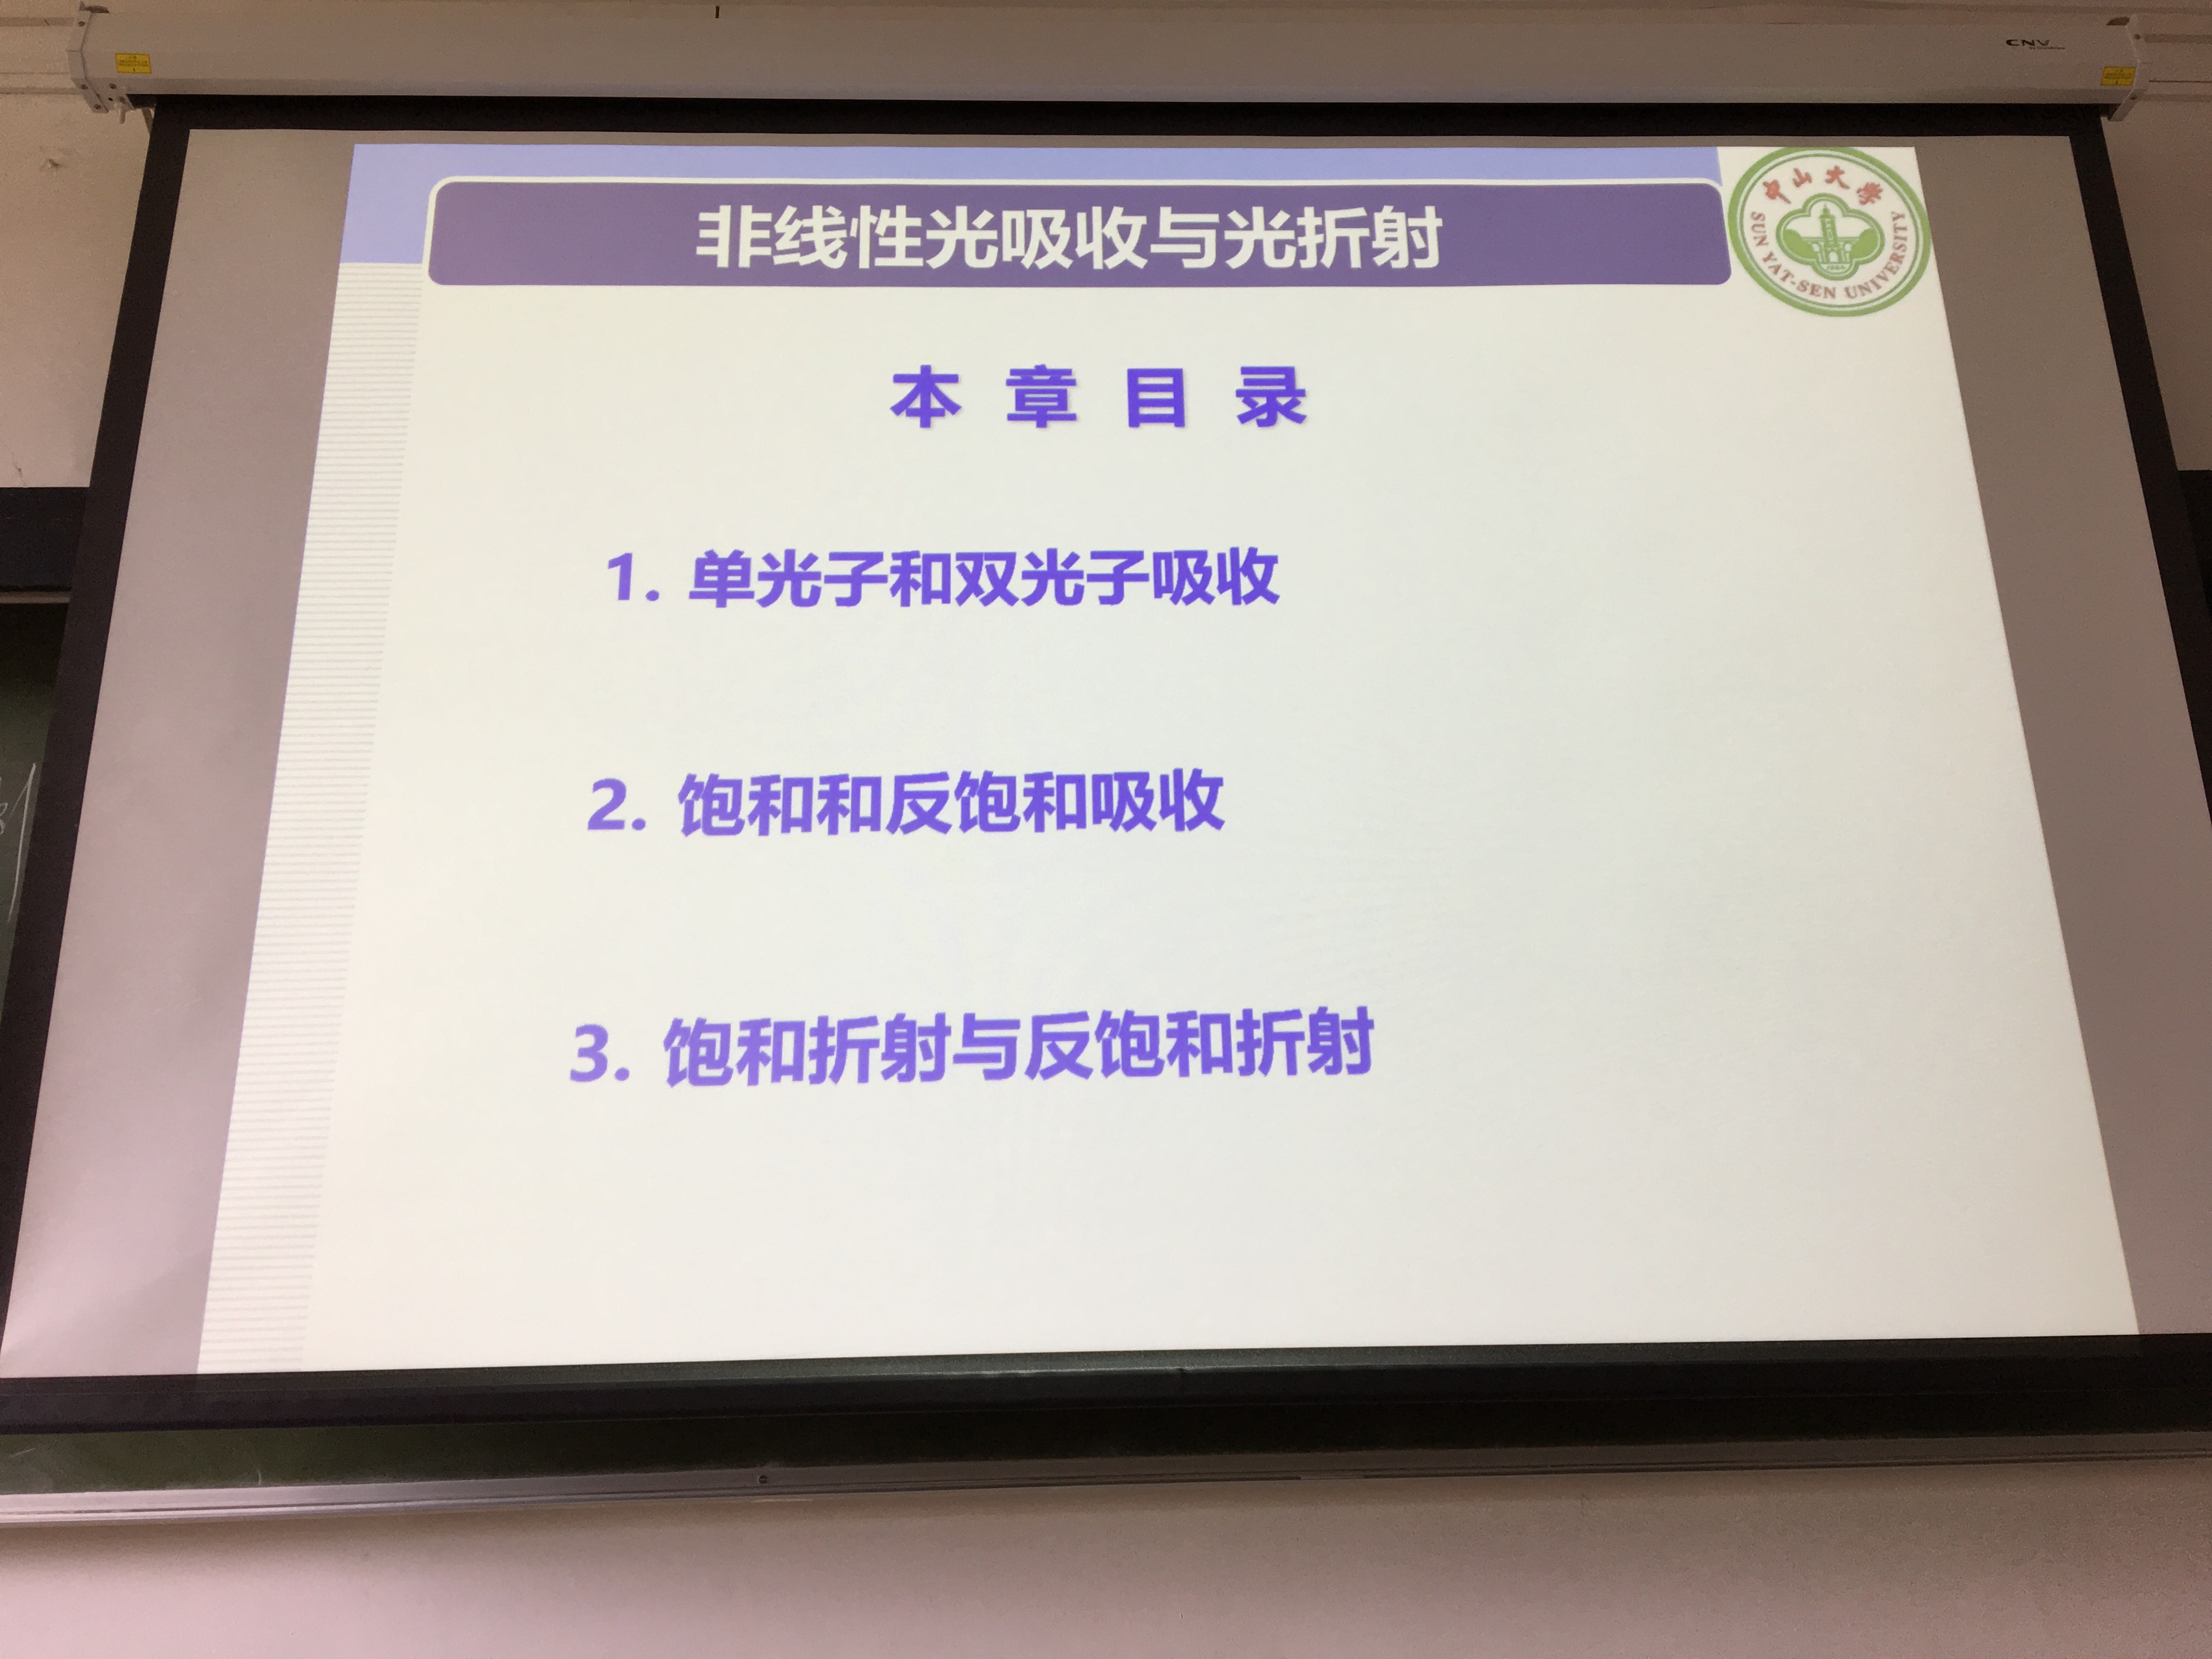 CNV
非线性光吸收与光折射
中山大学
SUN YAT-SEN UNIVERSITY
本 章 目 录
1. 单光子和双光子吸收
2. 饱和和反饱和吸收
3. 饱和折射与反饱和折射